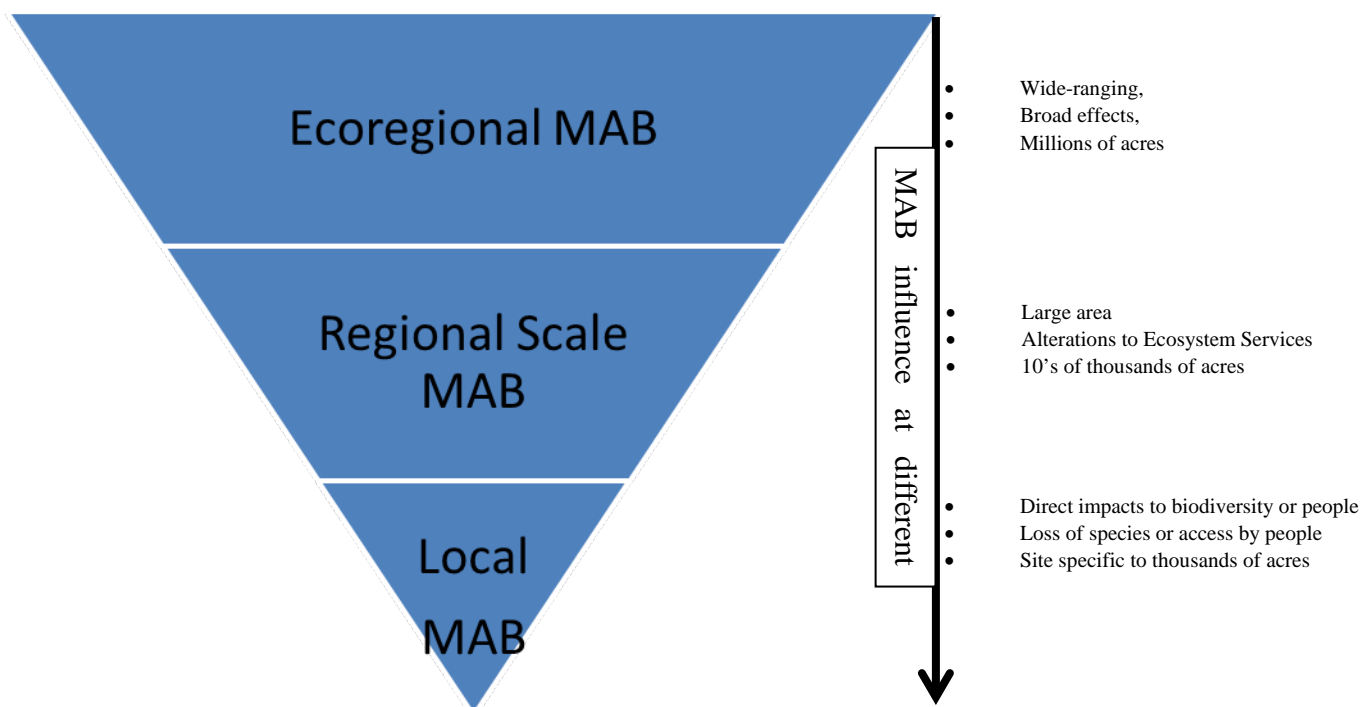 Ecoregional MAB
Regional Scale
MAB
Local
MAB
MAB influence at different
• Wide-ranging,
• Broad effects,
• Millions of acres
• Large area
• Alterations to Ecosystem Services
• 10’s of thousands of acres
• Direct impacts to biodiversity or people
• Loss of species or access by people
• Site specific to thousands of acres